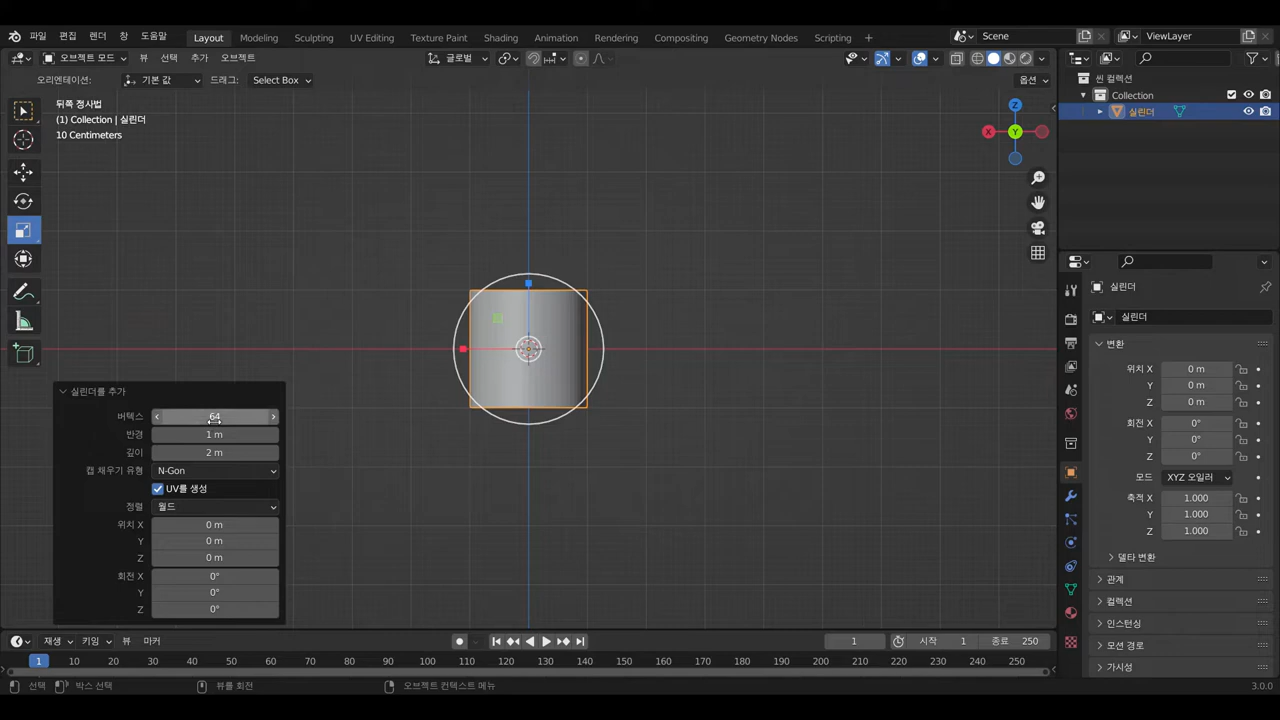 파일 편집 렌더 창 도움말 Layout Modeling Sculpting UV Editing Texture Paint Shading Animation Rendering Compositing Geometry Nodes Scripting Scene ViewLayer
오브젝트 모드 뷰 선택 추가 오브젝트 글로벌
오리엔테이션: 기본 값 드래그: Select Box 옵션
뒤쪽 정사법
(1) Collection | 실린더
10 Centimeters
Z
X Y
씬 컬렉션
Collection
실린더
실린더를 추가
버텍스 64
반경 1 m
깊이 2 m
캡 채우기 유형 N-Gon
UV를 생성
정렬 월드
위치 X 0 m
Y 0 m
Z 0 m
회전 X 0°
Y 0°
Z 0°
실린더
실린더
변환
위치 X 0 m
Y 0 m
Z 0 m
회전 X 0°
Y 0°
Z 0°
모드 XYZ 오일러
축적 X 1.000
Y 1.000
Z 1.000
델타 변환
관계
컬렉션
인스턴싱
모션 경로
가시성
재생 키잉 뷰 마커 1 시작 1 종료 250
1 10 20 30 40 50 60 70 80 90 100 110 120 130 140 150 160 170 180 190 200 210 220 230 240 250
선택 박스 선택 뷰를 회전 오브젝트 컨텍스트 메뉴 3.0.0